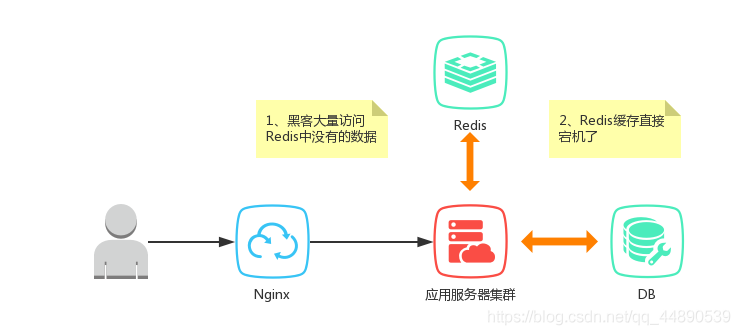 1、黑客大量访问
Redis中没有的数据
2、Redis缓存直接
宕机了
Redis
Nginx
应用服务器集群
DB
https://blog.csdn.net/qq_44890539